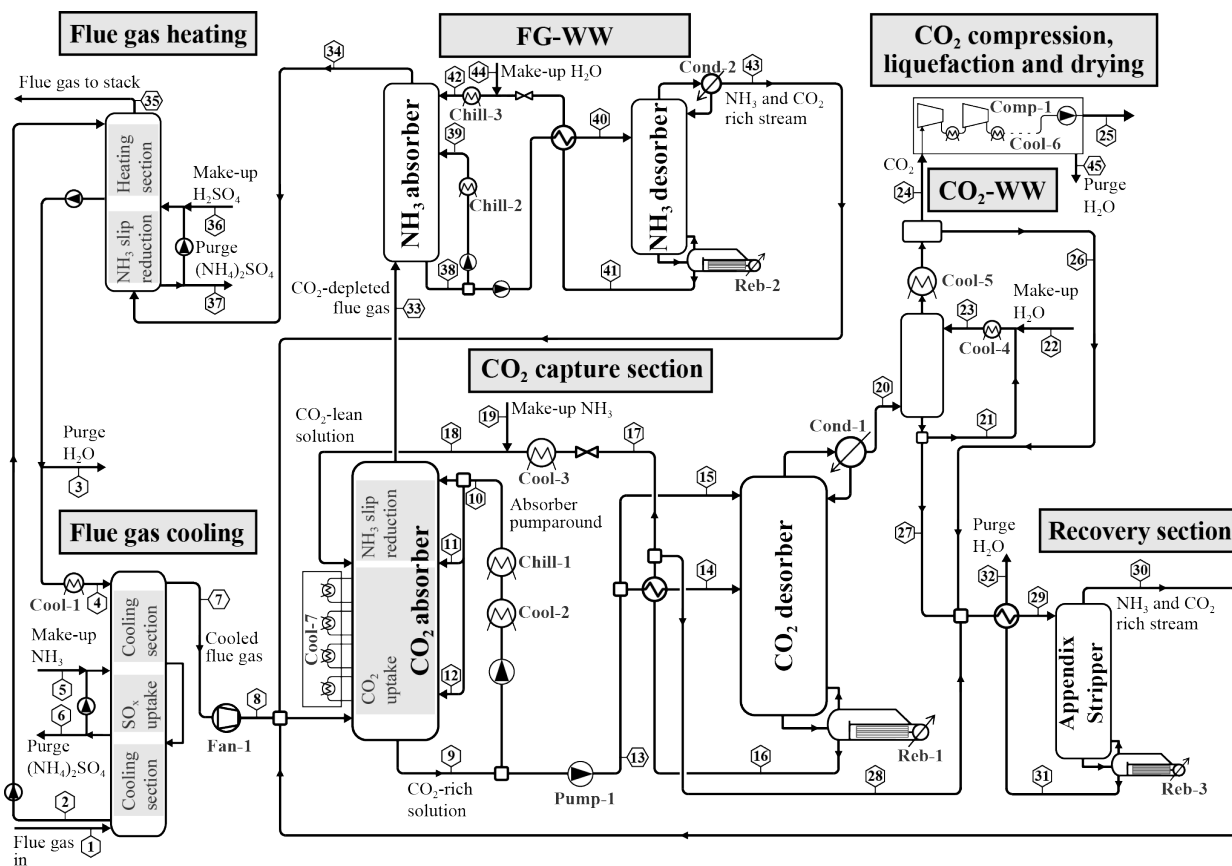 Flue gas heating
FG-WW
CO₂ compression,
liquefaction and drying
34
42
44
Make-up H₂O
Cond-2
43
NH₃ and CO₂
rich stream
Flue gas to stack
35
Chill-3
40
39
Comp-1
Cool-6
25
45
Purge
H₂O
CO₂
24
CO₂-WW
Heating
section
NH₃ slip
reduction
Make-up
H₂SO₄
36
Purge
(NH₄)₂SO₄
37
NH₃ absorber
Chill-2
38
NH₃ desorber
41
Reb-2
CO₂-depleted
flue gas
33
26
Cool-5
Make-up
H₂O
23
Cool-4
22
21
20
CO₂ capture section
CO₂-lean
solution
19
Make-up NH₃
18
17
Cool-3
Cond-1
15
Purge
H₂O
3
10
Absorber
pumparound
NH₃ slip
reduction
11
CO₂ absorber
CO₂
uptake
12
Chill-1
Cool-2
Cool-7
14
CO₂ desorber
27
Purge
H₂O
32
Recovery section
30
NH₃ and CO₂
rich stream
29
Appendix
Stripper
Flue gas cooling
Cool-1
4
7
Cooling
section
Make-up
NH₃
5
6
SOₓ
uptake
Cooled
flue gas
8
Fan-1
Purge
(NH₄)₂SO₄
Cooling
section
2
1
Flue gas
in
9
CO₂-rich
solution
Pump-1
13
16
Reb-1
28
31
Reb-3